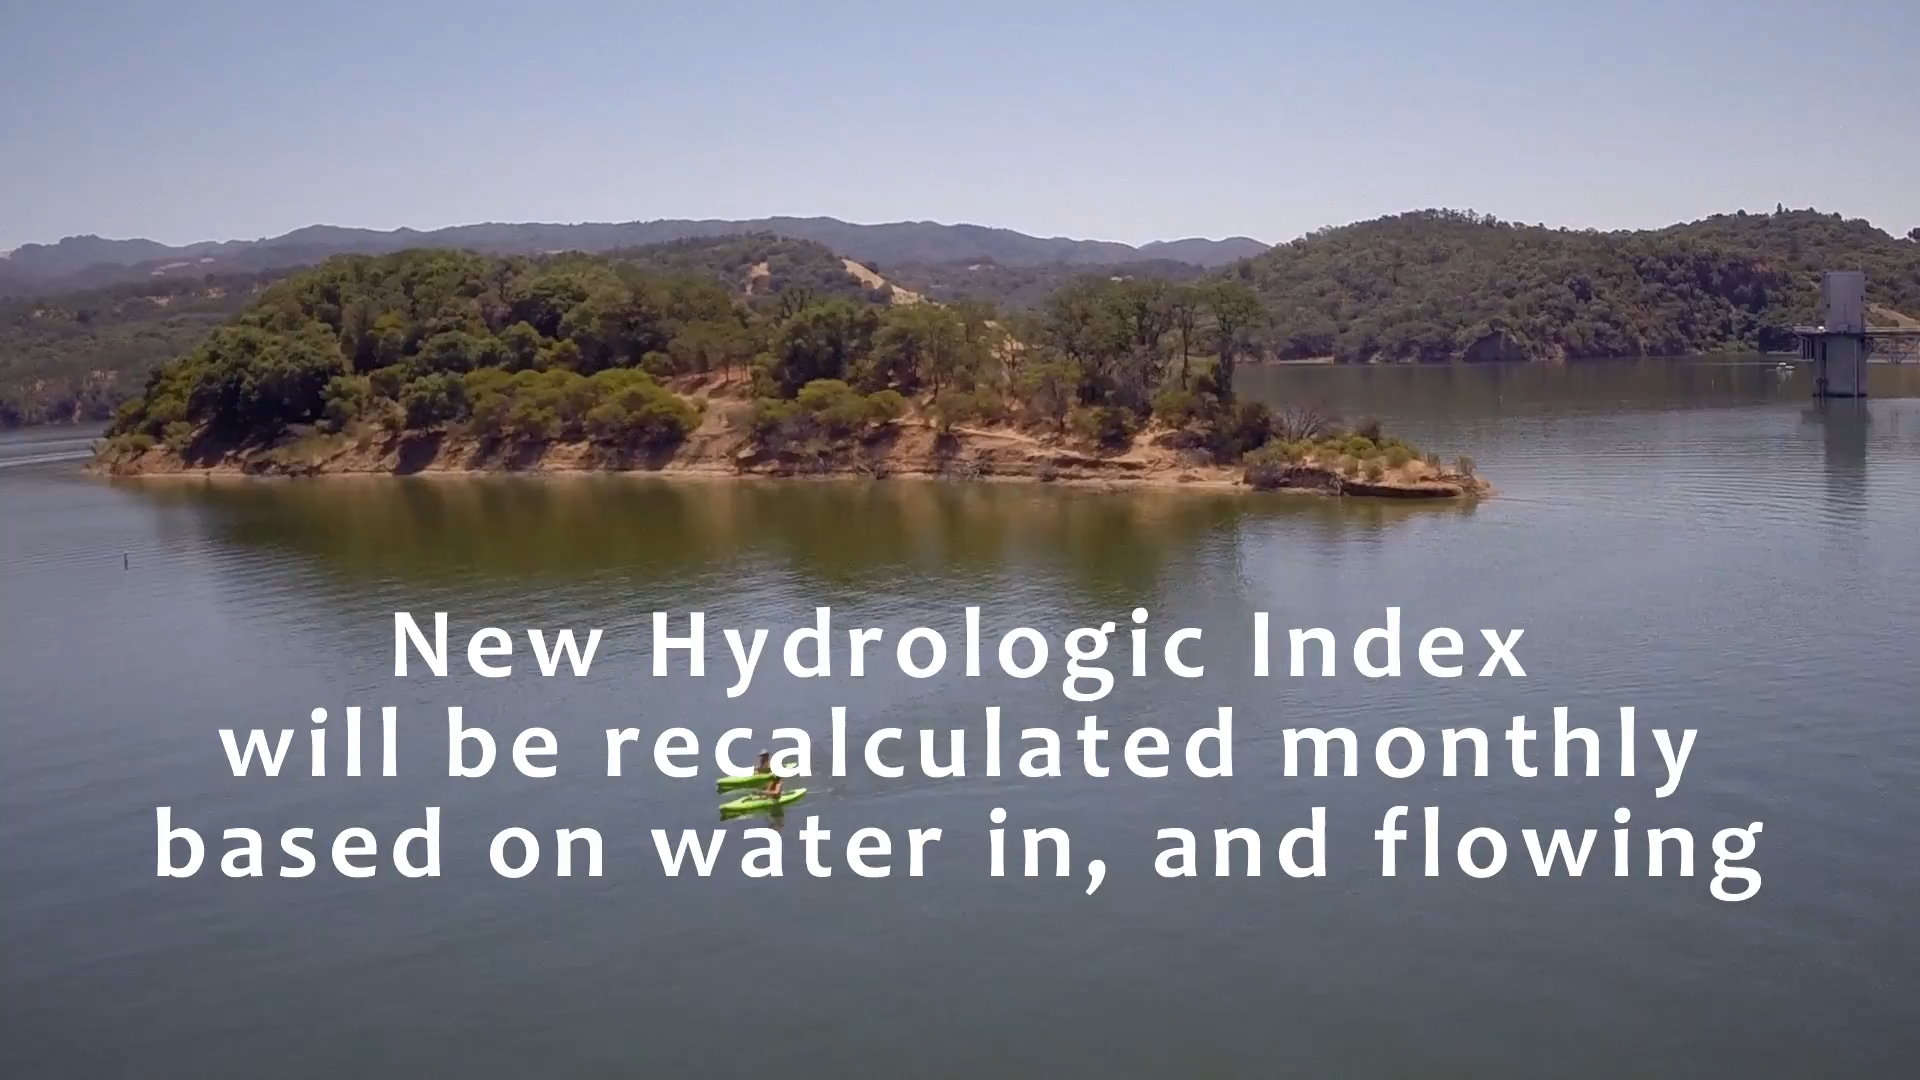 New Hydrologic Index
will be recalculated monthly
based on water in, and flowing